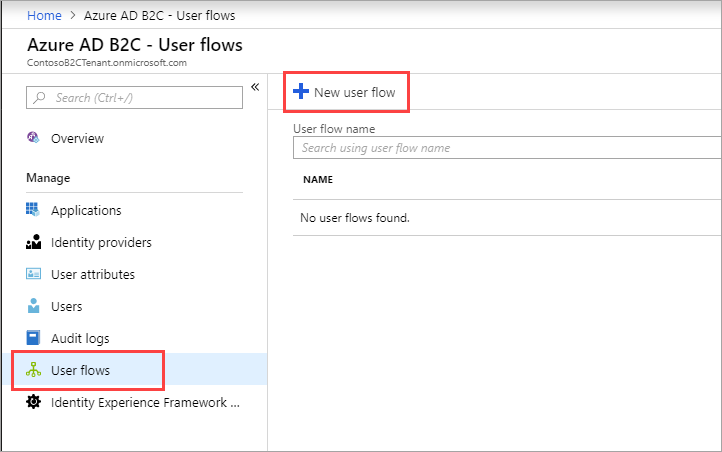 Home > Azure AD B2C - User flows
Azure AD B2C - User flows
ContosoB2CTenant.onmicrosoft.com
«
Search (Ctrl+/)
Overview
Manage
Applications
Identity providers
User attributes
Users
Audit logs
User flows
Identity Experience Framework ...
New user flow
User flow name
Search using user flow name
NAME
No user flows found.